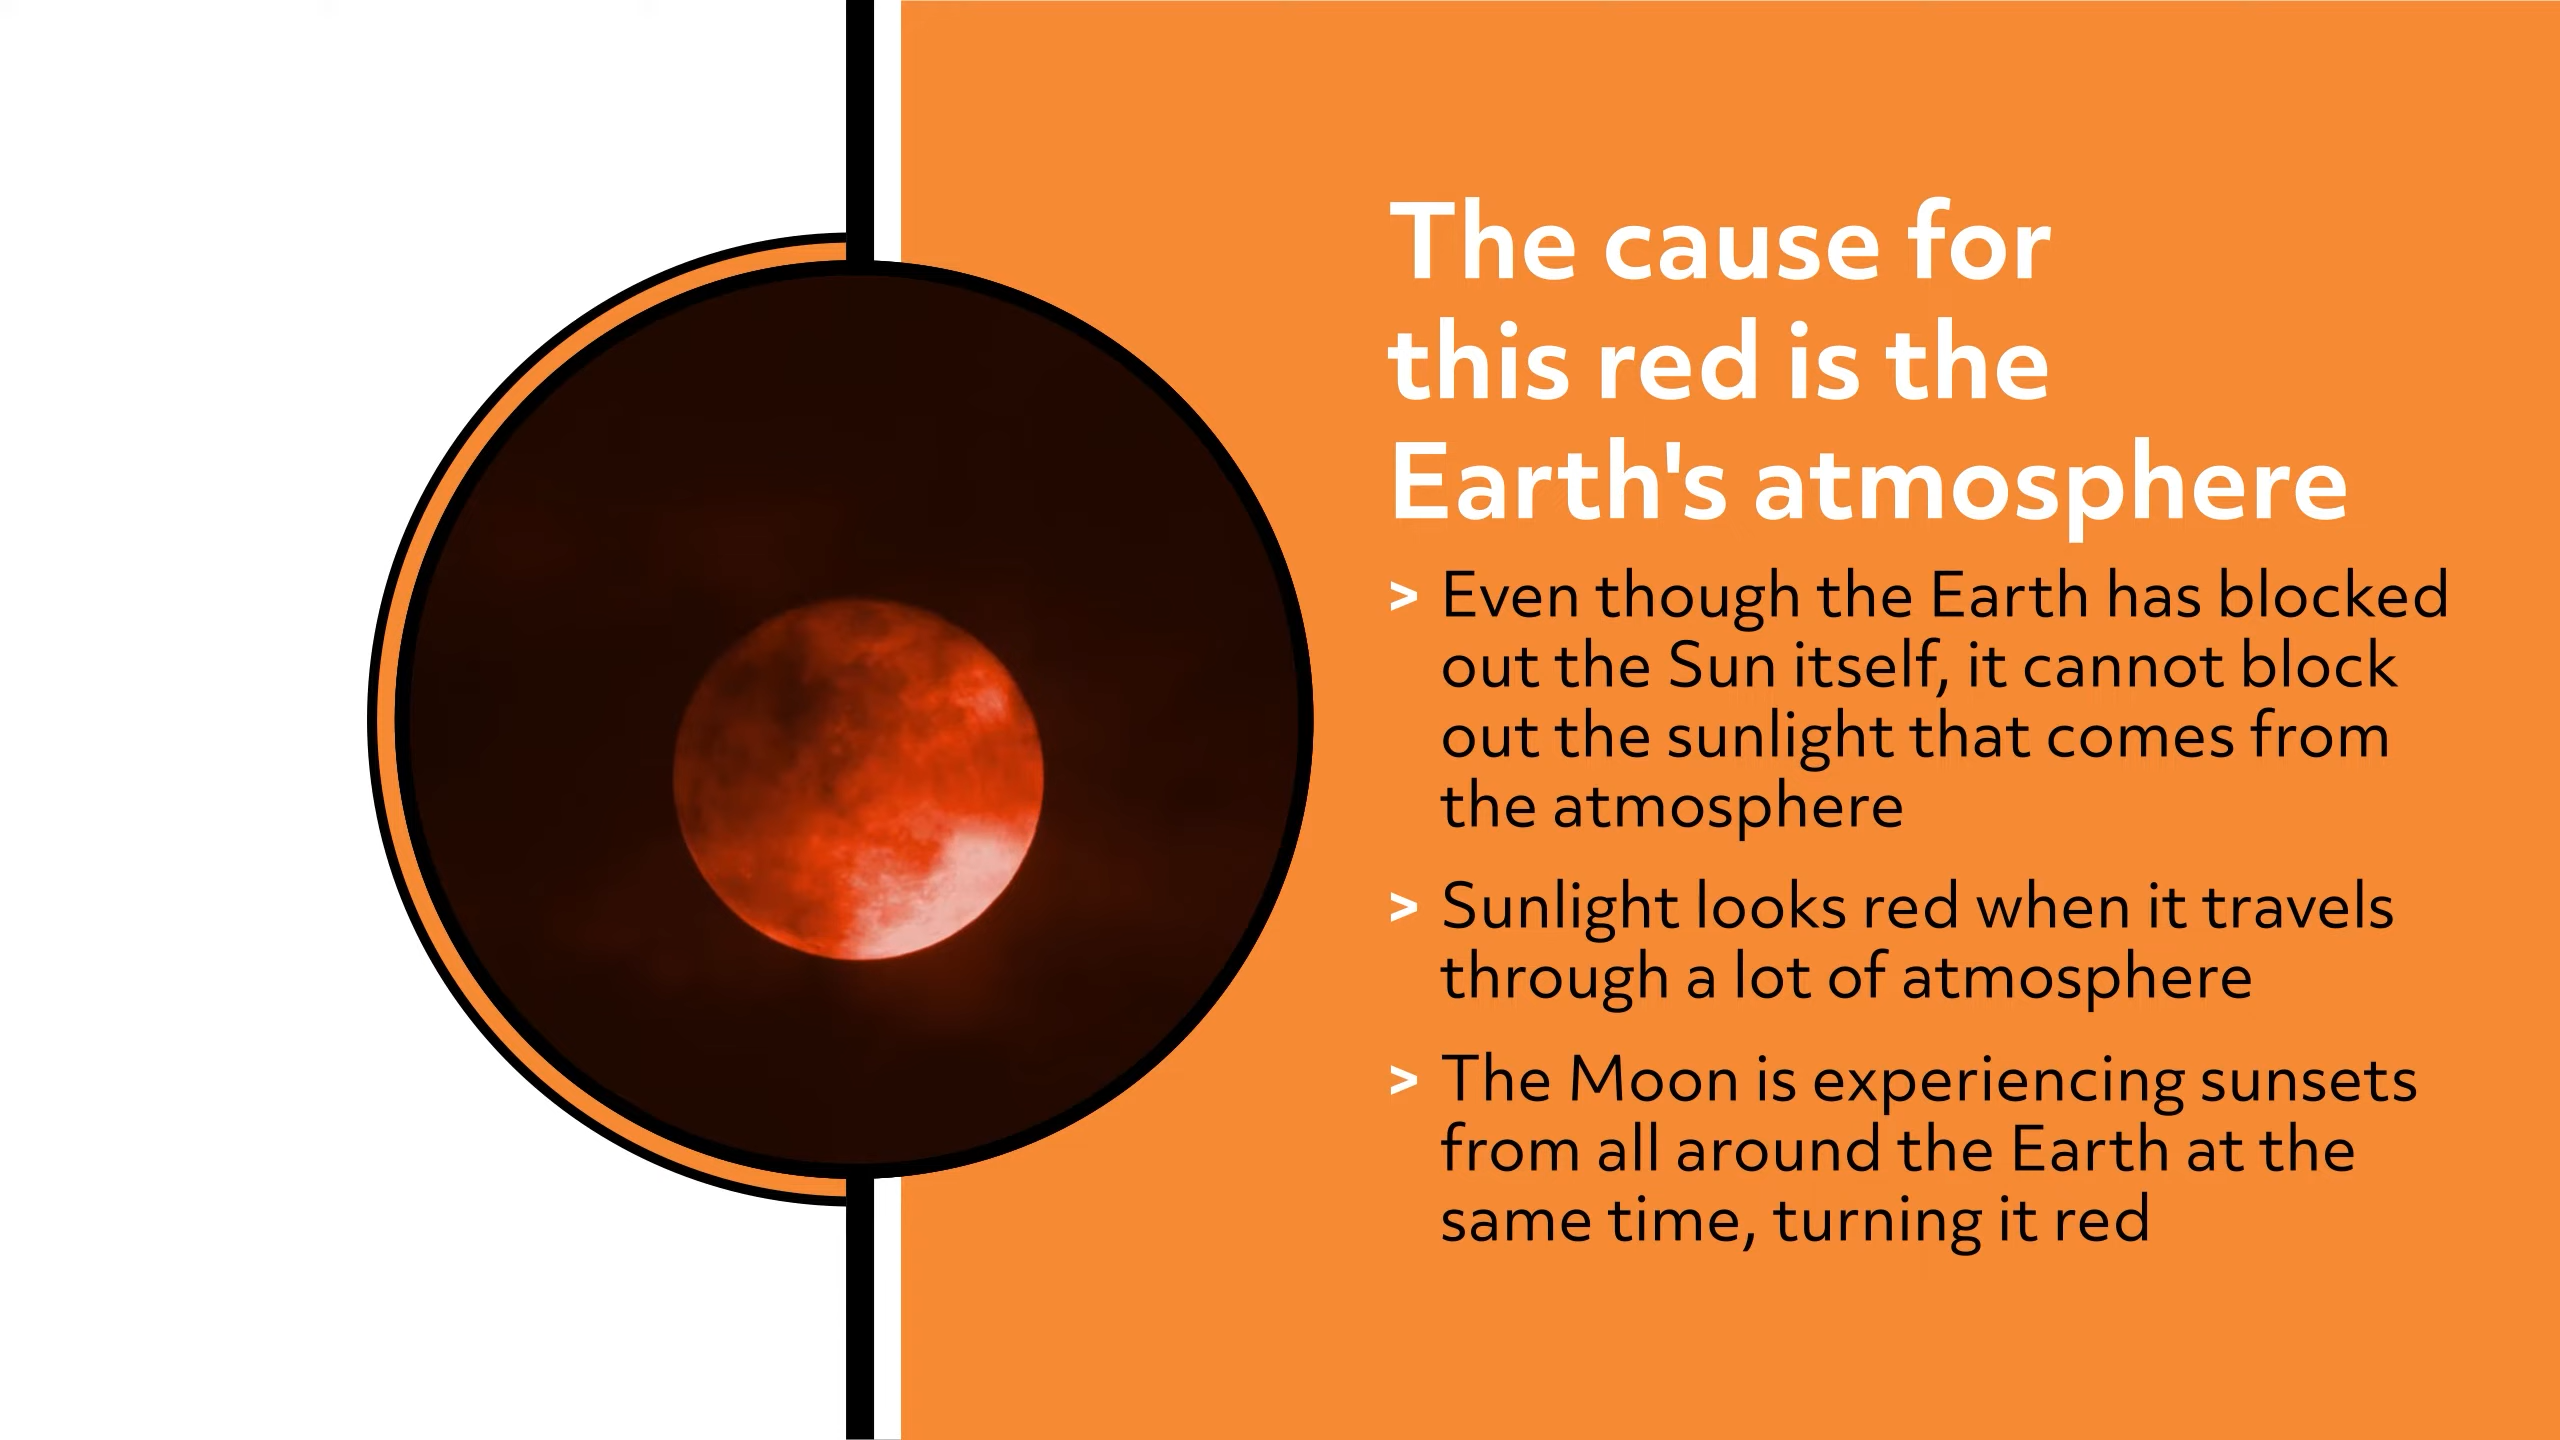 The cause for
this red is the
Earth's atmosphere
> Even though the Earth has blocked
out the Sun itself, it cannot block
out the sunlight that comes from
the atmosphere
> Sunlight looks red when it travels
through a lot of atmosphere
> The Moon is experiencing sunsets
from all around the Earth at the
same time, turning it red